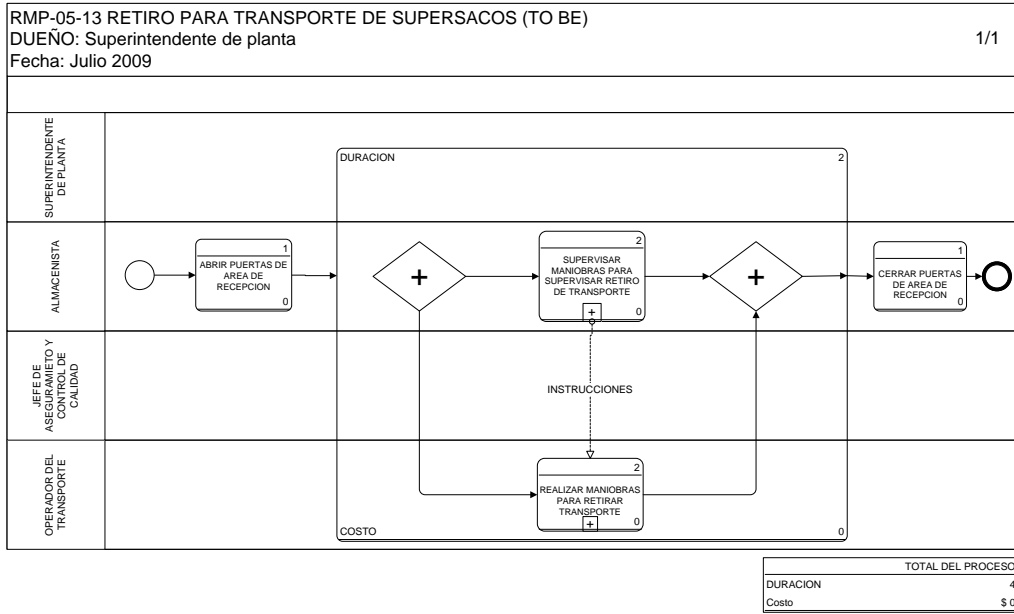 RMP-05-13 RETIRO PARA TRANSPORTE DE SUPERSACOS (TO BE)
DUEÑO: Superintendente de planta
1/1
Fecha: Julio 2009
SUPERINTENDENTE
DE PLANTA
DURACION
2
ALMACENISTA
1
ABRIR PUERTAS DE
AREA DE
RECEPCION
0
+
2
SUPERVISAR
MANIOBRAS PARA
SUPERVISAR RETIRO
DE TRANSPORTE
+
0
+
1
CERRAR PUERTAS
DE AREA DE
RECEPCION
0
JEFE DE
ASEGURAMIETO Y
CONTROL DE
CALIDAD
INSTRUCCIONES
OPERADOR DEL
TRANSPORTE
2
REALIZAR MANIOBRAS
PARA RETIRAR
TRANSPORTE
+
0
COSTO
0
TOTAL DEL PROCESO
DURACION 4
Costo $ 0